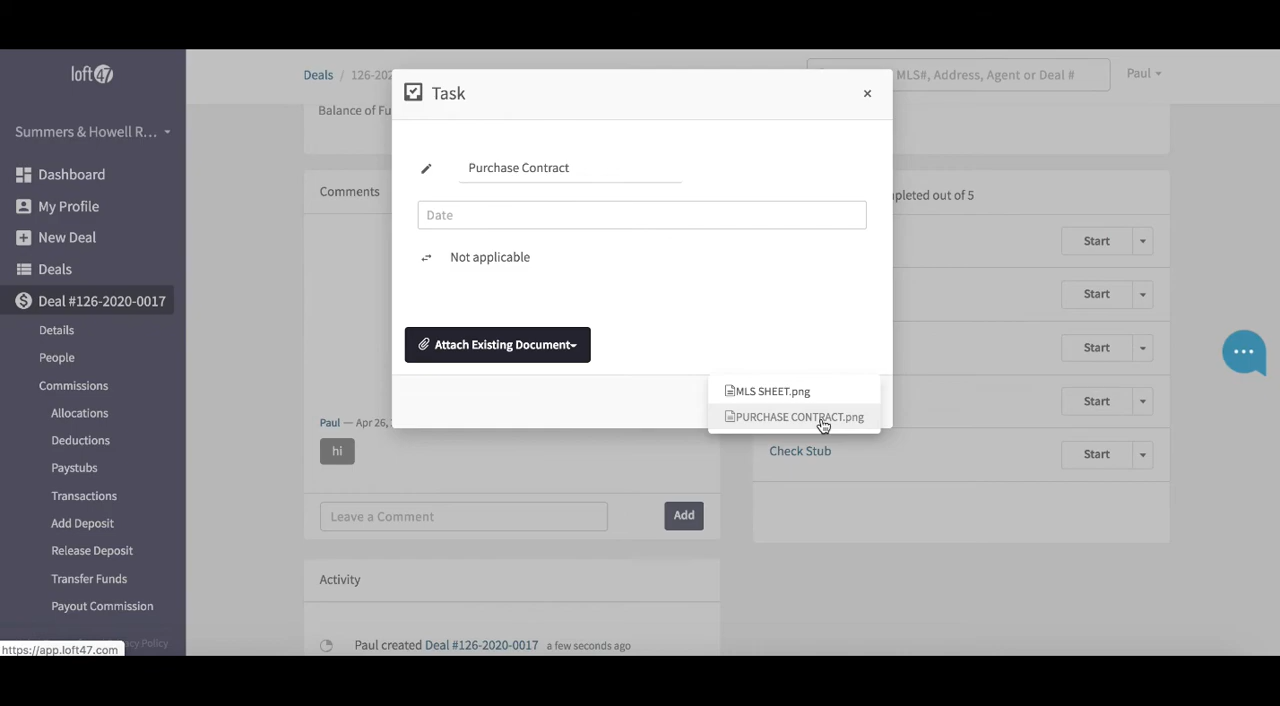 loft47
Summers & Howell R...
Dashboard
My Profile
New Deal
Deals
Deal #126-2020-0017
Details
People
Commissions
Allocations
Deductions
Paystubs
Transactions
Add Deposit
Release Deposit
Transfer Funds
Payout Commission
Policy
https://app.loft47.com
Deals / 126-202
MLS#, Address, Agent or Deal #
Paul
Balance of Fu
Task
×
Purchase Contract
Date
Not applicable
Attach Existing Document
MLS SHEET.png
PURCHASE CONTRACT.png
Comments
Paul — Apr 26,
hi
Leave a Comment
Add
out of 5
Start
Start
Start
Start
Check Stub
Start
Activity
Paul created Deal #126-2020-0017 a few seconds ago